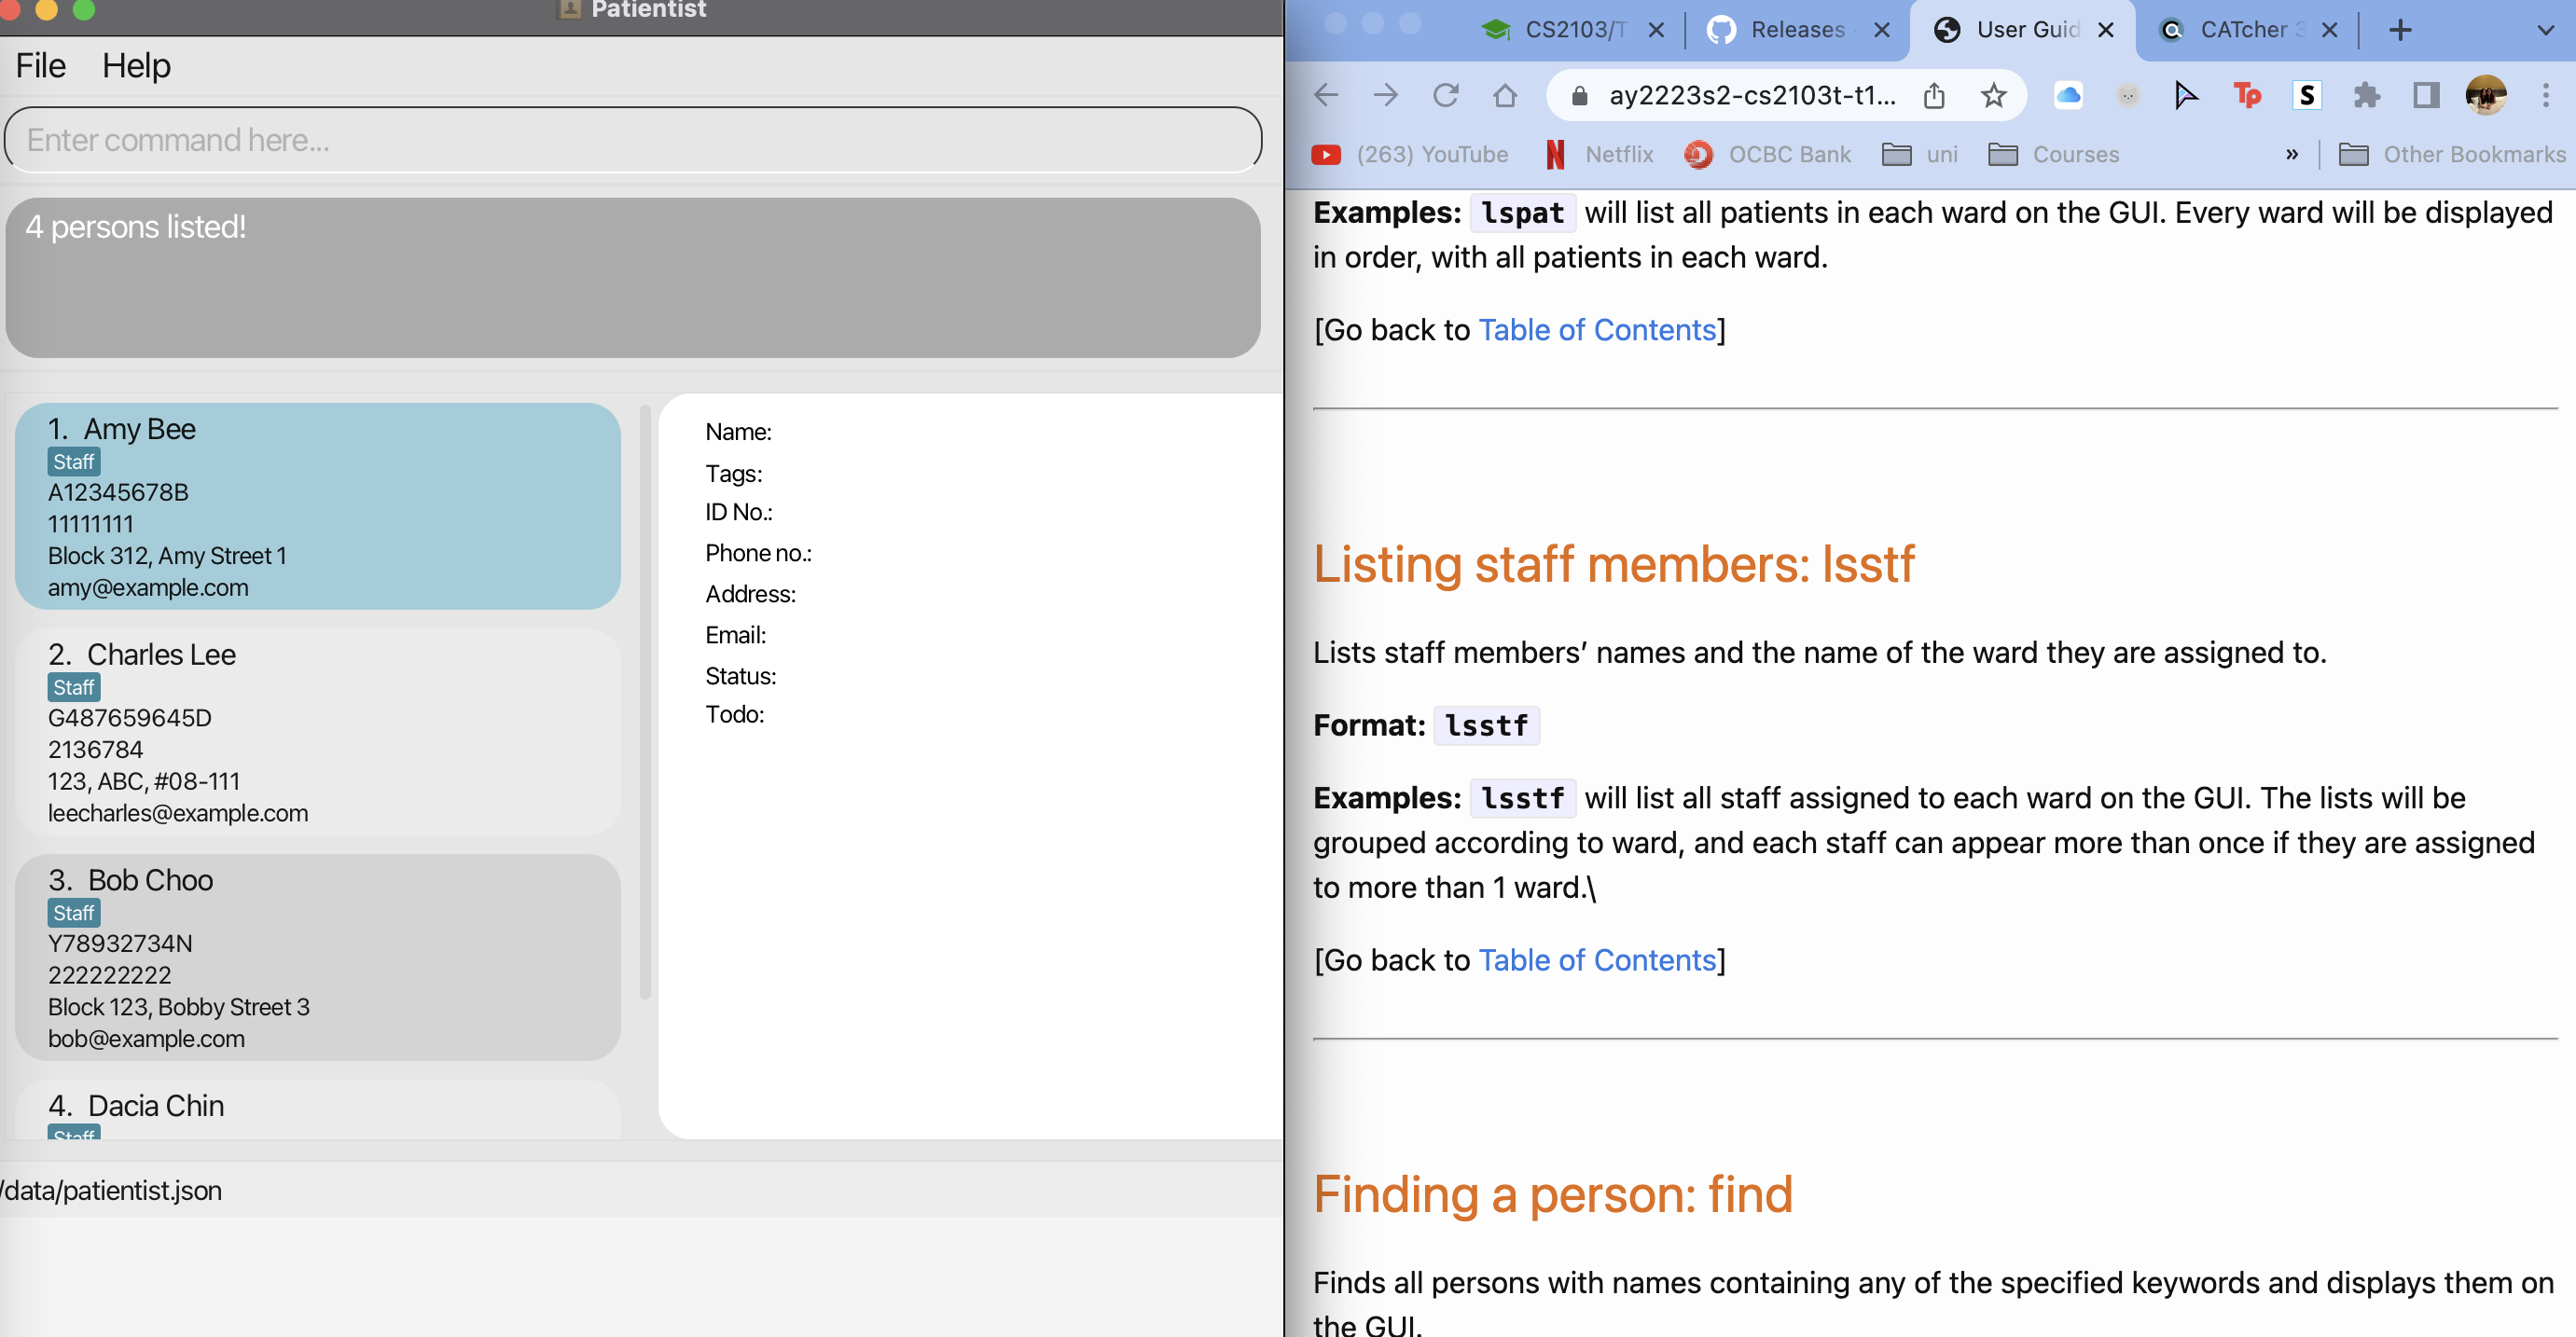 Patientist
File Help
Enter command here...
4 persons listed!
1. Amy Bee
Staff
A12345678B
11111111
Block 312, Amy Street 1
amy@example.com
2. Charles Lee
Staff
G487659645D
2136784
123, ABC, #08-111
leecharles@example.com
3. Bob Choo
Staff
Y78932734N
222222222
Block 123, Bobby Street 3
bob@example.com
4. Dacia Chin
Staff
Name:
Tags:
ID No.:
Phone no.:
Address:
Email:
Status:
Todo:
/data/patientist.json
CS2103/T Releases User Guid CATcher 3
ay2223s2-cs2103t-t1...
Tp S
(263) YouTube Netflix OCBC Bank uni Courses » Other Bookmarks
Examples: lspat will list all patients in each ward on the GUI. Every ward will be displayed
in order, with all patients in each ward.
[Go back to Table of Contents]
Listing staff members: lsstf
Lists staff members’ names and the name of the ward they are assigned to.
Format: lsstf
Examples: lsstf will list all staff assigned to each ward on the GUI. The lists will be
grouped according to ward, and each staff can appear more than once if they are assigned
to more than 1 ward.\
[Go back to Table of Contents]
Finding a person: find
Finds all persons with names containing any of the specified keywords and displays them on
the GUI.